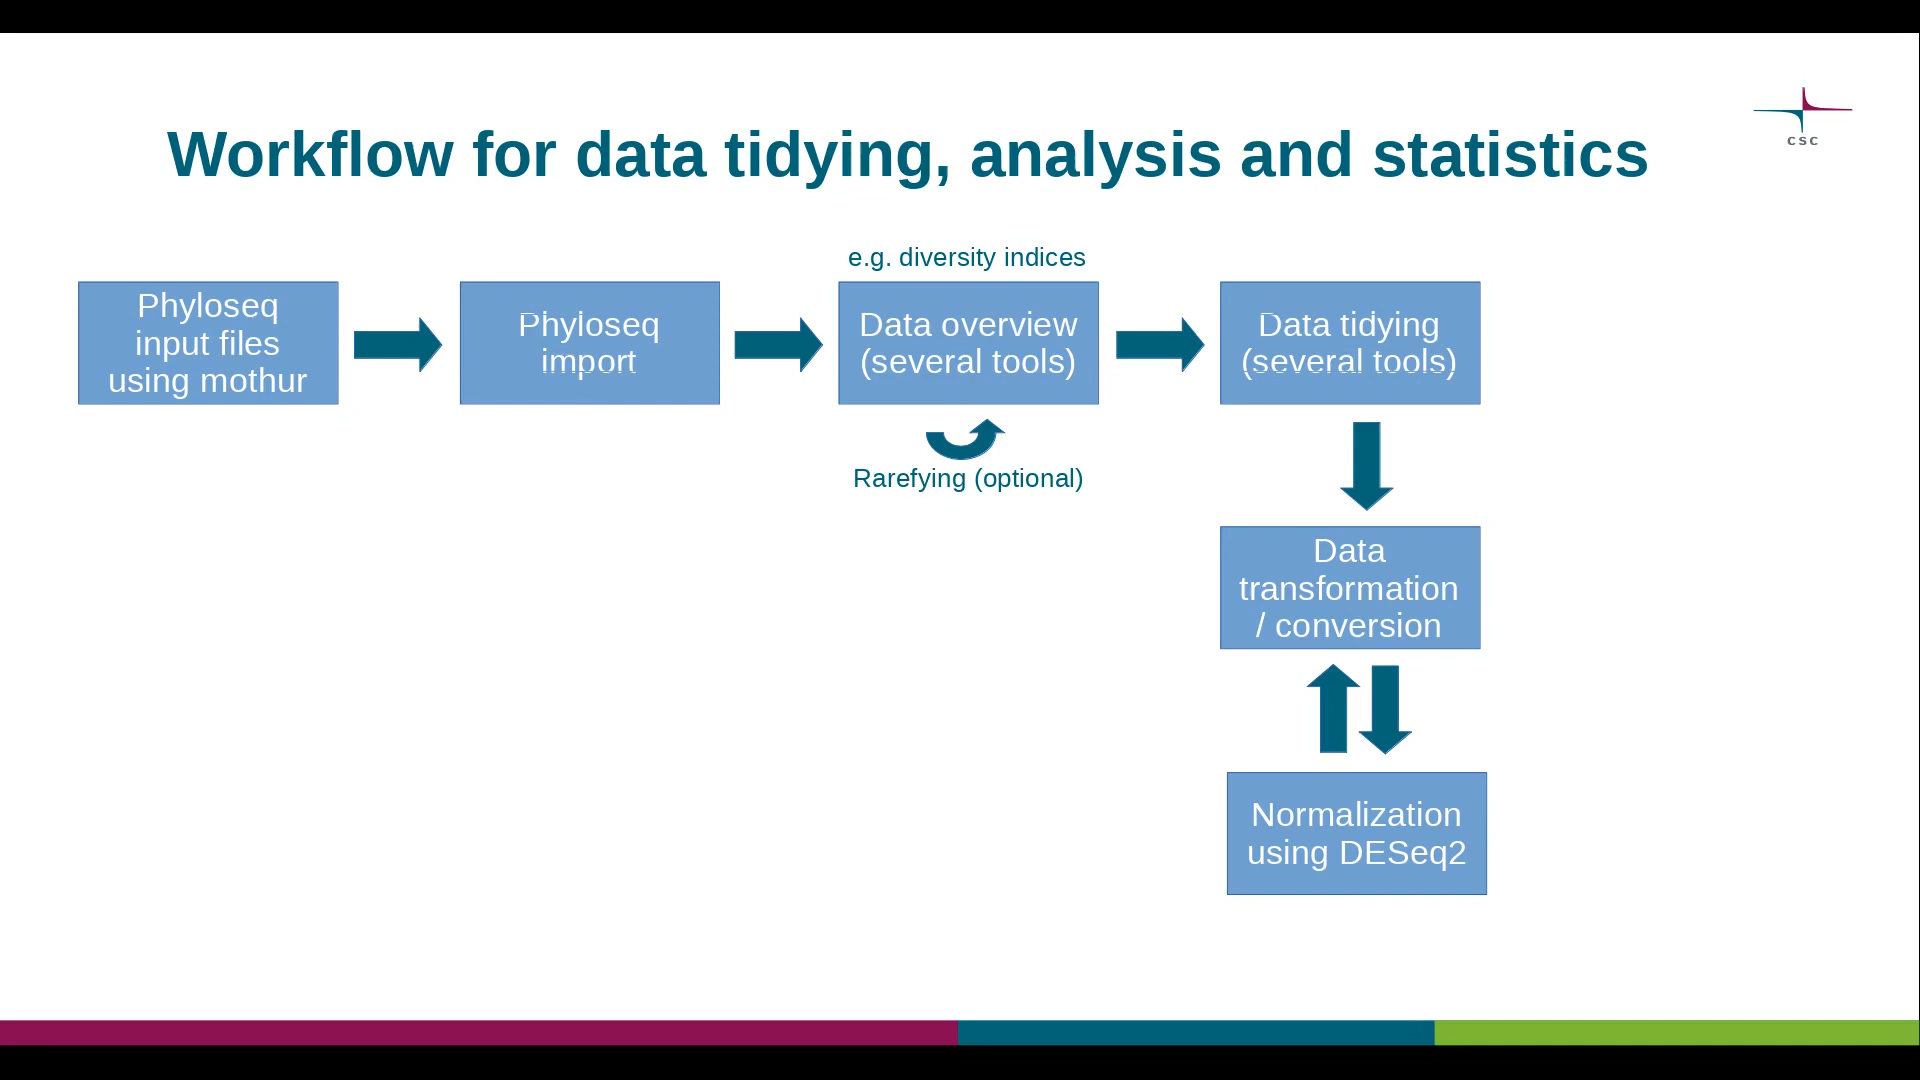 Workflow for data tidying, analysis and statistics
csc
e.g. diversity indices
Phyloseq
input files
using mothur
Phyloseq
import
Data overview
(several tools)
Data tidying
(several tools)
Rarefying (optional)
Data
transformation
/ conversion
Normalization
using DESeq2